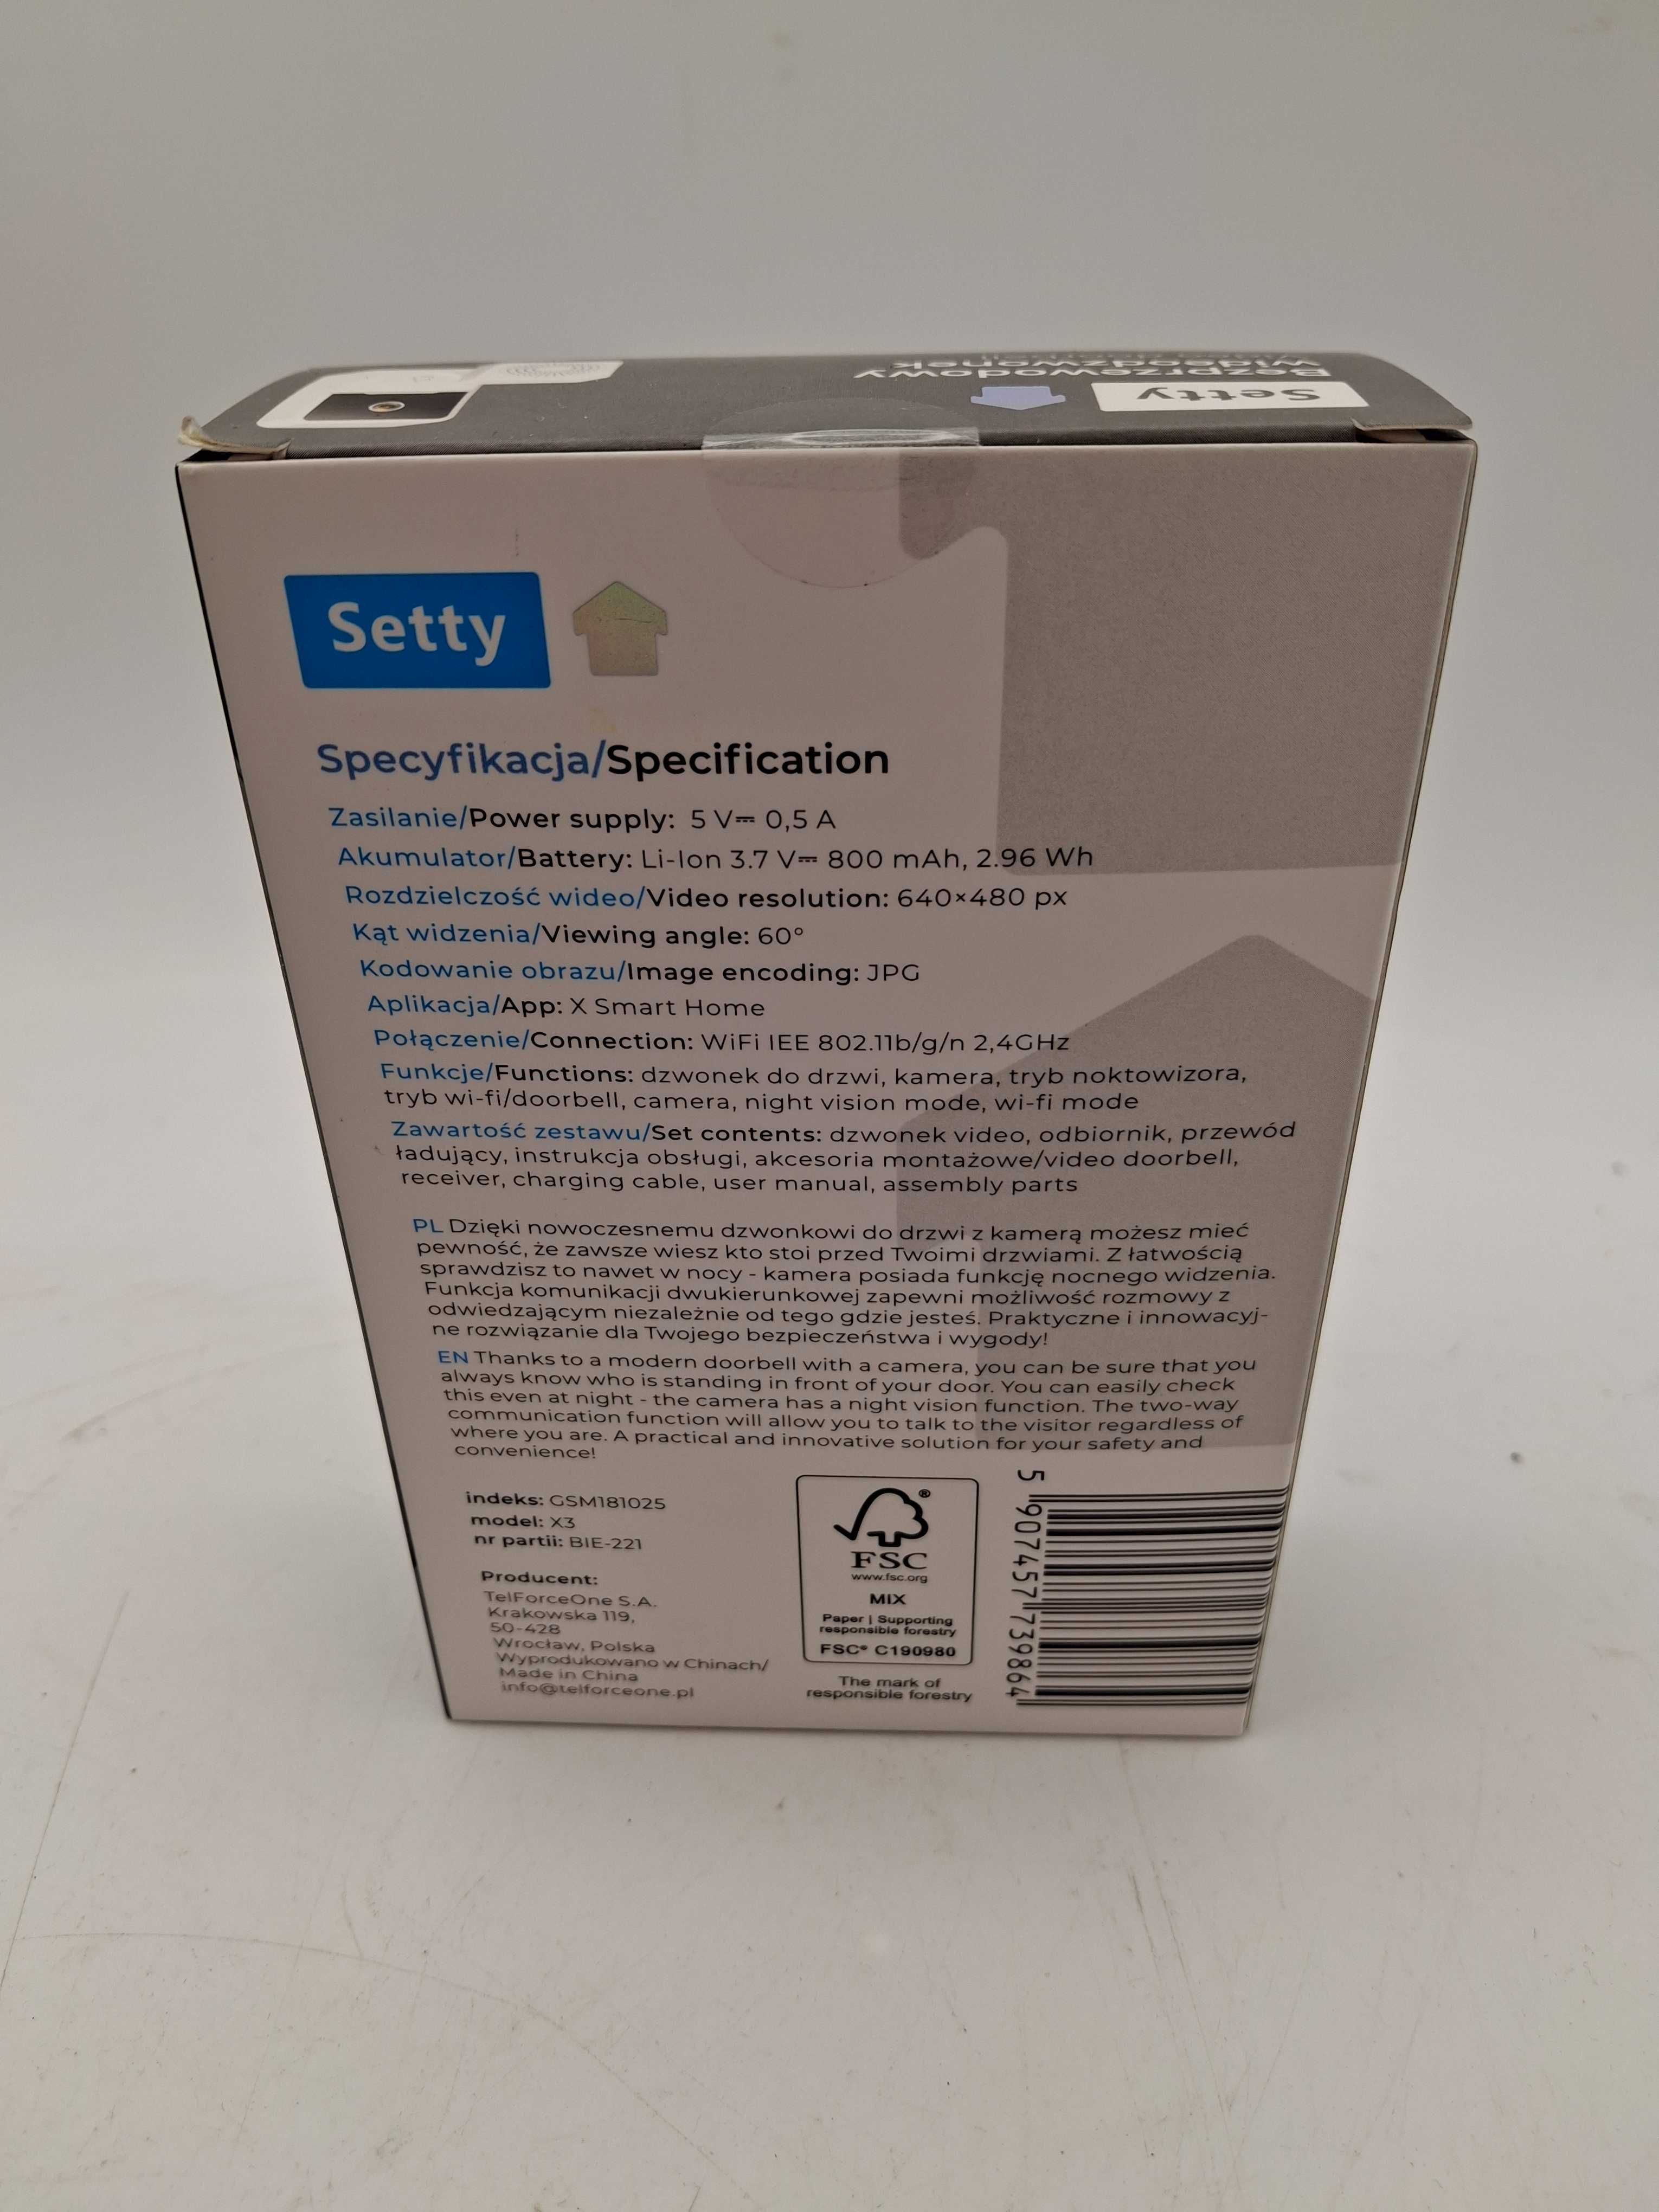 Setty
Bezprzewodowy
wideodzwonek
Setty
Specyfikacja/Specification
Zasilanie/Power supply: 5 V⎓ 0,5 A
Akumulator/Battery: Li-Ion 3.7 V⎓ 800 mAh, 2.96 Wh
Rozdzielczość wideo/Video resolution: 640×480 px
Kąt widzenia/Viewing angle: 60°
Kodowanie obrazu/Image encoding: JPG
Aplikacja/App: X Smart Home
Połączenie/Connection: WiFi IEE 802.11b/g/n 2,4GHz
Funkcje/Functions: dzwonek do drzwi, kamera, tryb noktowizora,
tryb wi-fi/doorbell, camera, night vision mode, wi-fi mode
Zawartość zestawu/Set contents: dzwonek video, odbiornik, przewód
ładujący, instrukcja obsługi, akcesoria montażowe/video doorbell,
receiver, charging cable, user manual, assembly parts
PL Dzięki nowoczesnemu dzwonkowi do drzwi z kamerą możesz mieć
pewność, że zawsze wiesz kto stoi przed Twoimi drzwiami. Z łatwością
sprawdzisz to nawet w nocy - kamera posiada funkcję nocnego widzenia.
Funkcja komunikacji dwukierunkowej zapewni możliwość rozmowy z
odwiedzającym niezależnie od tego gdzie jesteś. Praktyczne i innowacyj-
ne rozwiązanie dla Twojego bezpieczeństwa i wygody!
EN Thanks to a modern doorbell with a camera, you can be sure that you
always know who is standing in front of your door. You can easily check
this even at night - the camera has a night vision function. The two-way
communication function will allow you to talk to the visitor regardless of
where you are. A practical and innovative solution for your safety and
convenience!
indeks: GSM181025
model: X3
nr partii: BIE-221
Producent:
TelForceOne S.A.
Krakowska 119,
50-428
Wrocław, Polska
Wyprodukowano w Chinach/
Made in China
info@telforceone.pl
®
FSC
www.fsc.org
MIX
Paper | Supporting
responsible forestry
FSC® C190980
The mark of
responsible forestry
5 907457 739864